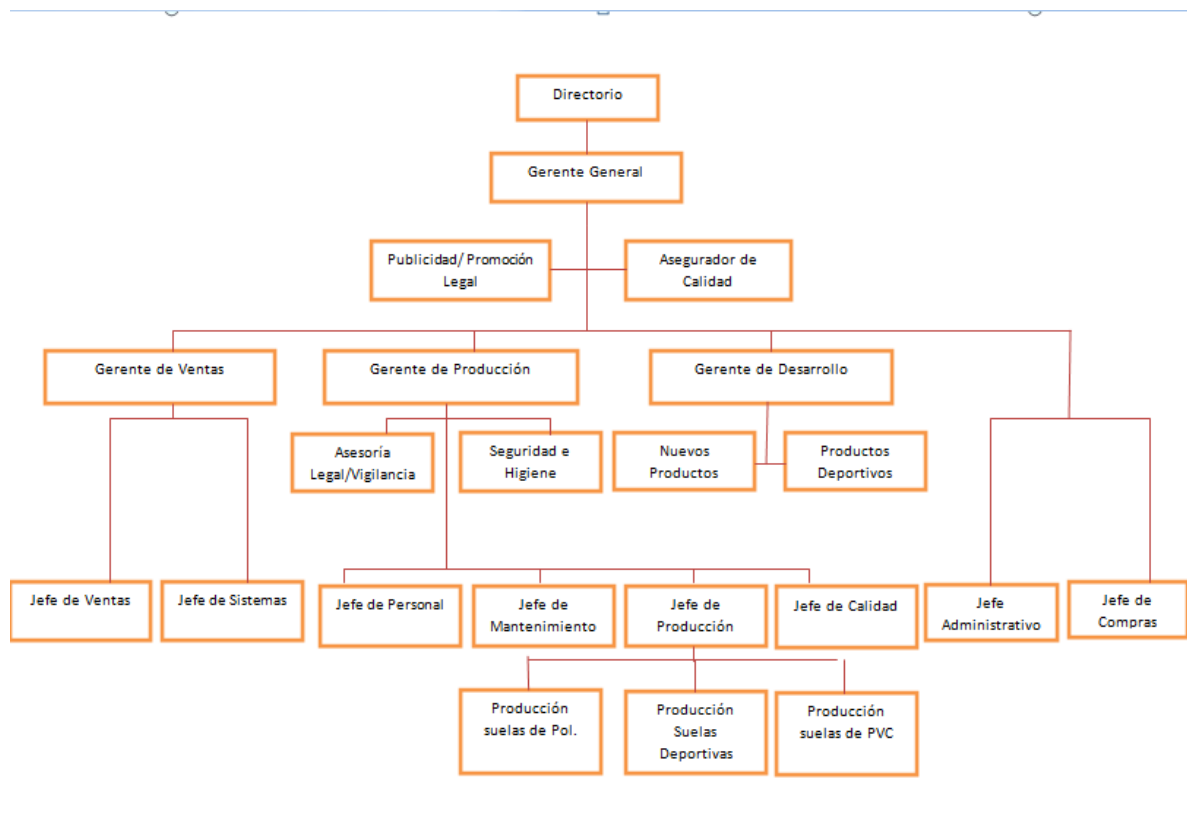 Directorio
Gerente General
Publicidad/ Promoción
Legal
Asegurador de
Calidad
Gerente de Ventas
Gerente de Producción
Gerente de Desarrollo
Asesoría
Legal/Vigilancia
Seguridad e
Higiene
Nuevos
Productos
Productos
Deportivos
Jefe de Ventas
Jefe de Sistemas
Jefe de Personal
Jefe de
Mantenimiento
Jefe de
Producción
Jefe de Calidad
Jefe
Administrativo
Jefe de
Compras
Producción
suelas de Pol.
Producción
Suelas
Deportivas
Producción
suelas de PVC